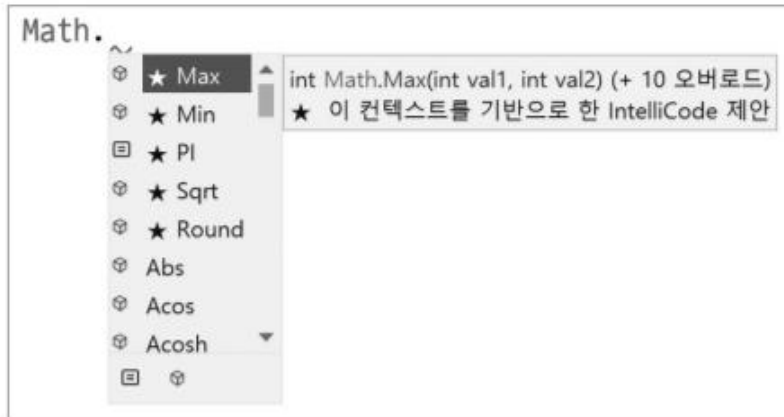 Math.
★ Max
int Math.Max(int val1, int val2) (+ 10 오버로드)
★ 이 컨텍스트를 기반으로 한 IntelliCode 제안
★ Min
★ PI
★ Sqrt
★ Round
Abs
Acos
Acosh